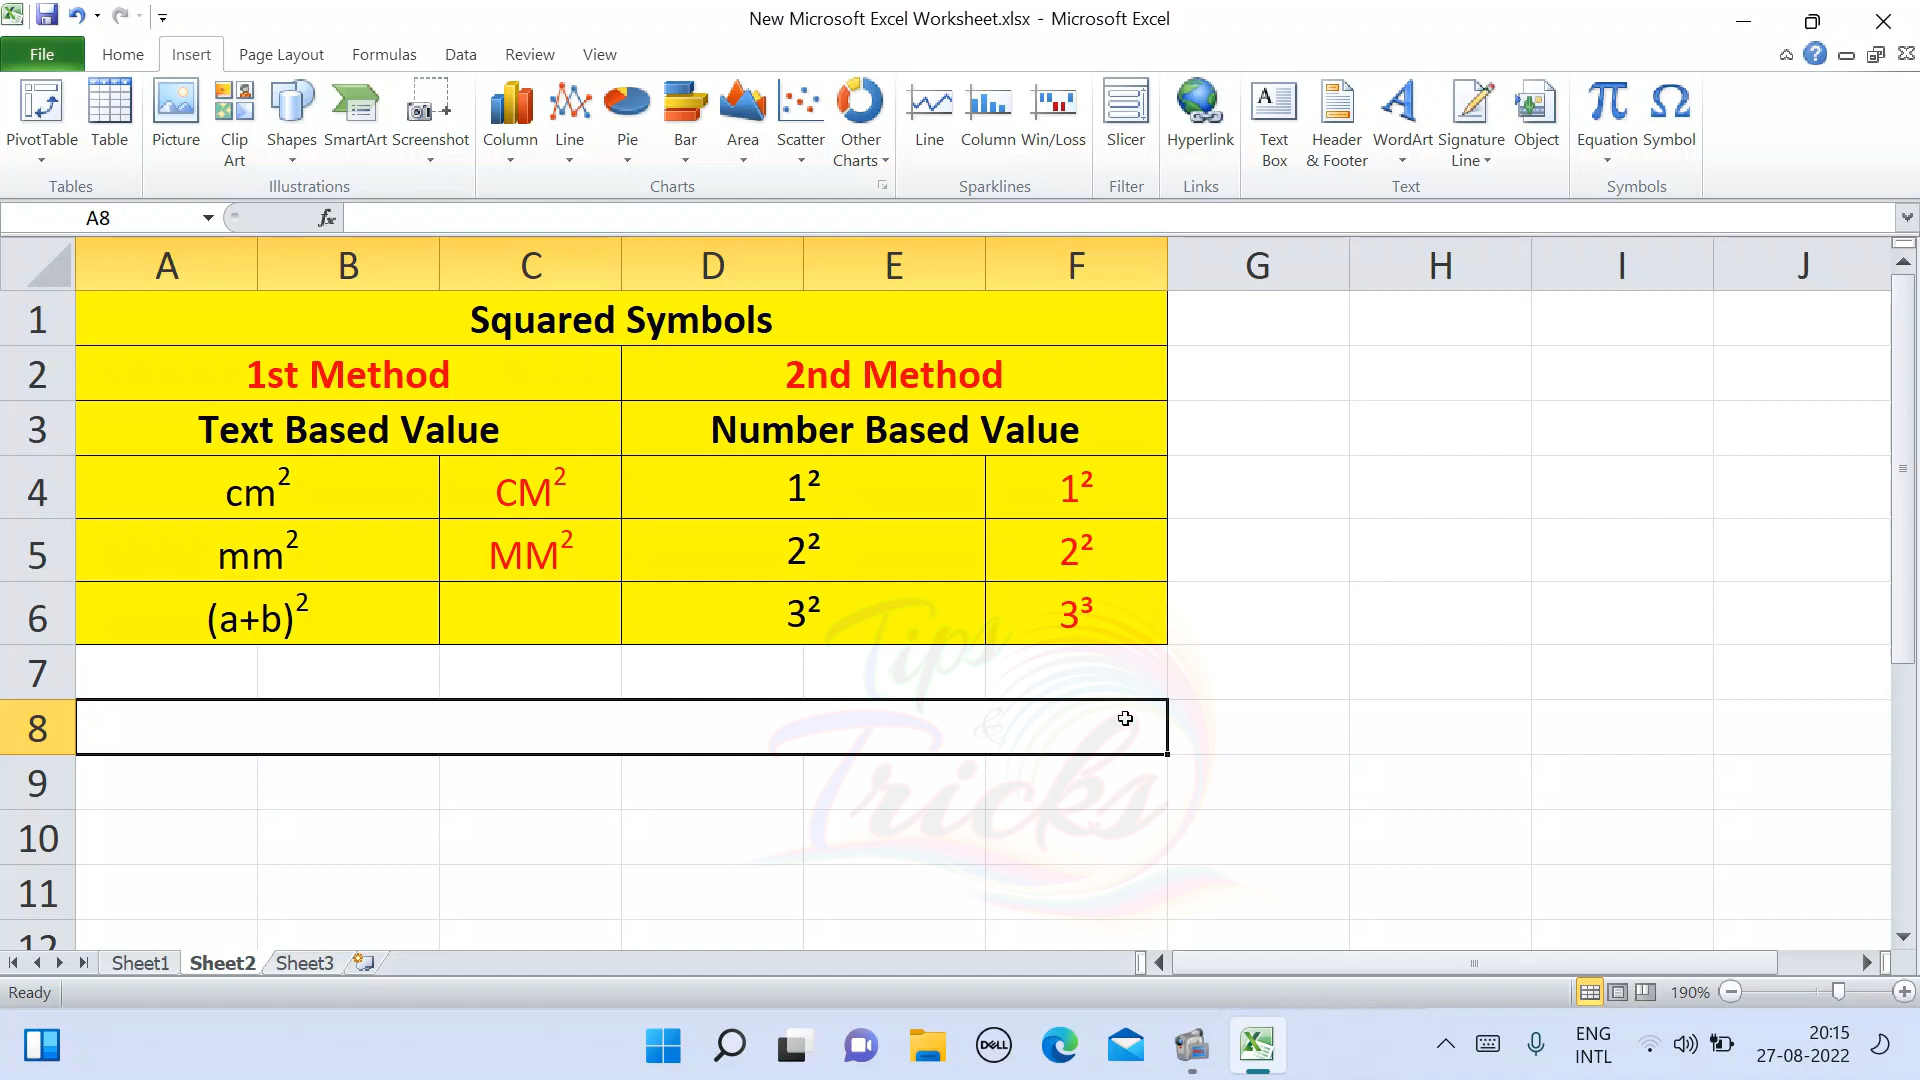 New Microsoft Excel Worksheet.xlsx - Microsoft Excel
File Home Insert Page Layout Formulas Data Review View
PivotTable Table Picture Clip Art Shapes SmartArt Screenshot Column Line Pie Bar Area Scatter Other Charts Line Column Win/Loss Slicer Hyperlink Text Box Header & Footer WordArt Signature Line Object Equation Symbol
Tables Illustrations Charts Sparklines Filter Links Text Symbols
A8 fx
A B C D E F G H I J
1 Squared Symbols
2 1st Method 2nd Method
3 Text Based Value Number Based Value
4 cm² CM² 1² 1²
5 mm² MM² 2² 2²
6 (a+b)² 3² 3³
7
8
9
10
11
12
Tips
&
Tricks
Sheet1 Sheet2 Sheet3
Ready 190%
DELL
ENG 20:15
INTL 27-08-2022